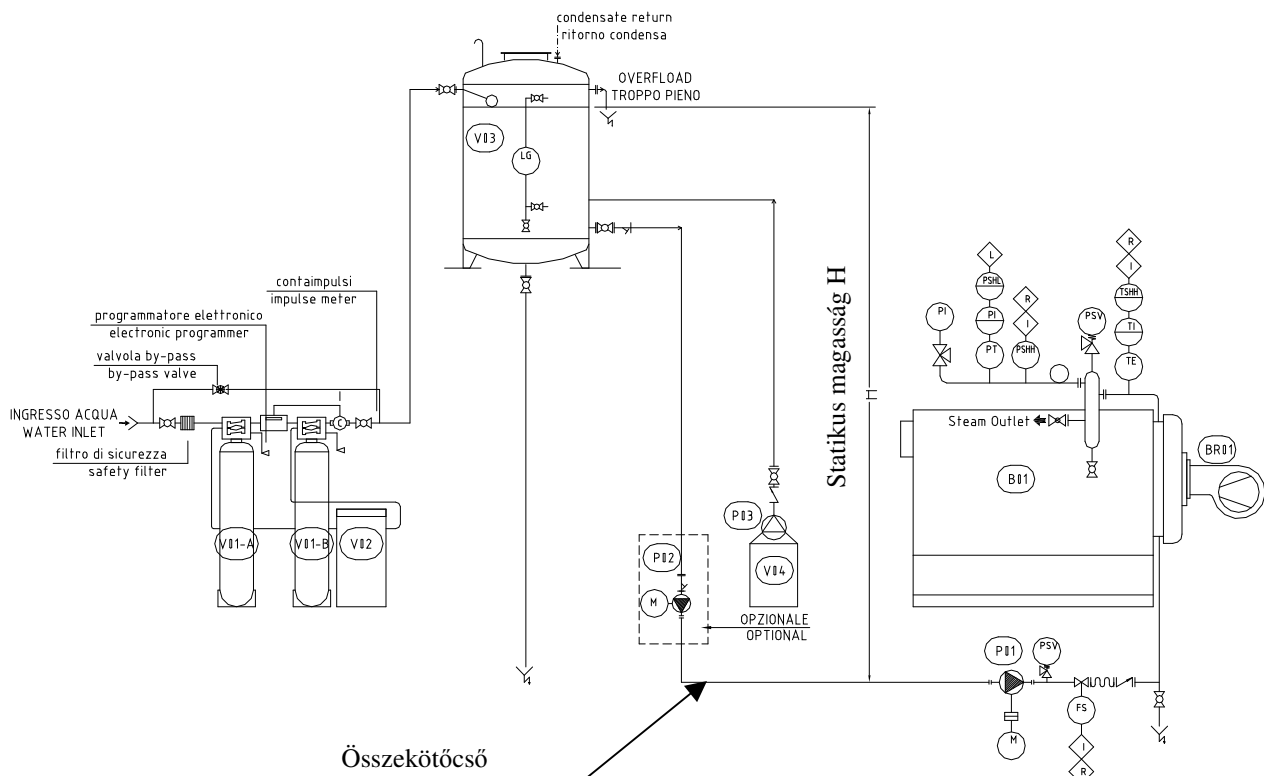 condensate return
ritorno condensa
OVERFLOAD
TROPPO PIENO
V03
LG
contaimpulsi
impulse meter
programmatore elettronico
electronic programmer
valvola by-pass
by-pass valve
INGRESSO ACQUA
WATER INLET
filtro di sicurezza
safety filter
C
V01-A
V01-B
V02
P03
V04
P02
M
OPZIONALE
OPTIONAL
Statikus magasság H
H
PI
L
PSHL
PI
PT
R
I
PSHH
PSV
R
I
TSHH
TI
TE
Steam Outlet
B01
BR01
P01
M
PSV
FS
I
R
Összekötőcső